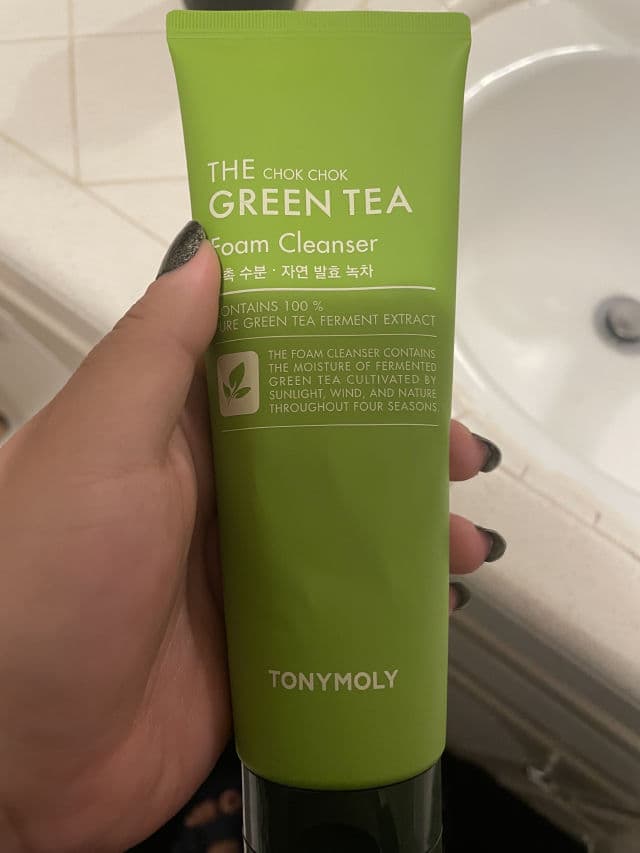 THE CHOK CHOK
GREEN TEA
Foam Cleanser
촉 수분 · 자연 발효 녹차
CONTAINS 100 %
PURE GREEN TEA FERMENT EXTRACT
THE FOAM CLEANSER CONTAINS
THE MOISTURE OF FERMENTED
GREEN TEA CULTIVATED BY
SUNLIGHT, WIND, AND NATURE
THROUGHOUT FOUR SEASONS.
TONYMOLY